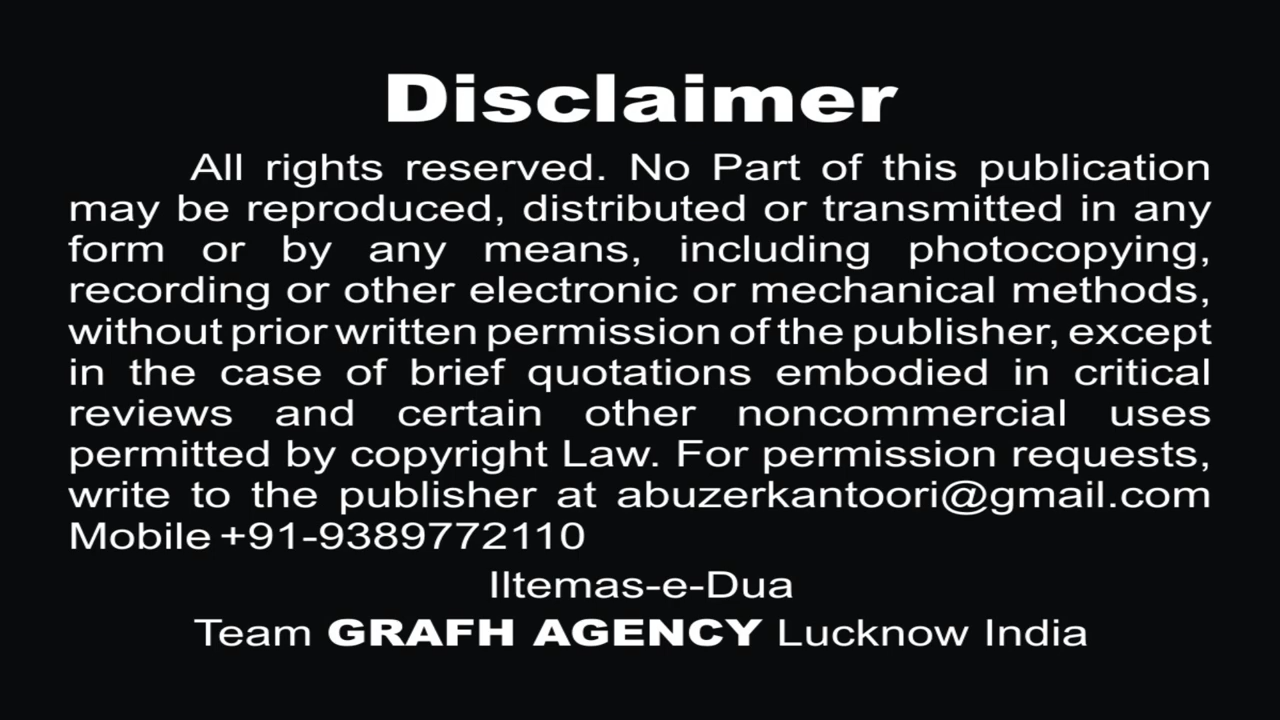 Disclaimer
All rights reserved. No Part of this publication
may be reproduced, distributed or transmitted in any
form or by any means, including photocopying,
recording or other electronic or mechanical methods,
without prior written permission of the publisher, except
in the case of brief quotations embodied in critical
reviews and certain other noncommercial uses
permitted by copyright Law. For permission requests,
write to the publisher at abuzerkantoori@gmail.com
Mobile +91-9389772110
IItemas-e-Dua
Team GRAFH AGENCY Lucknow India